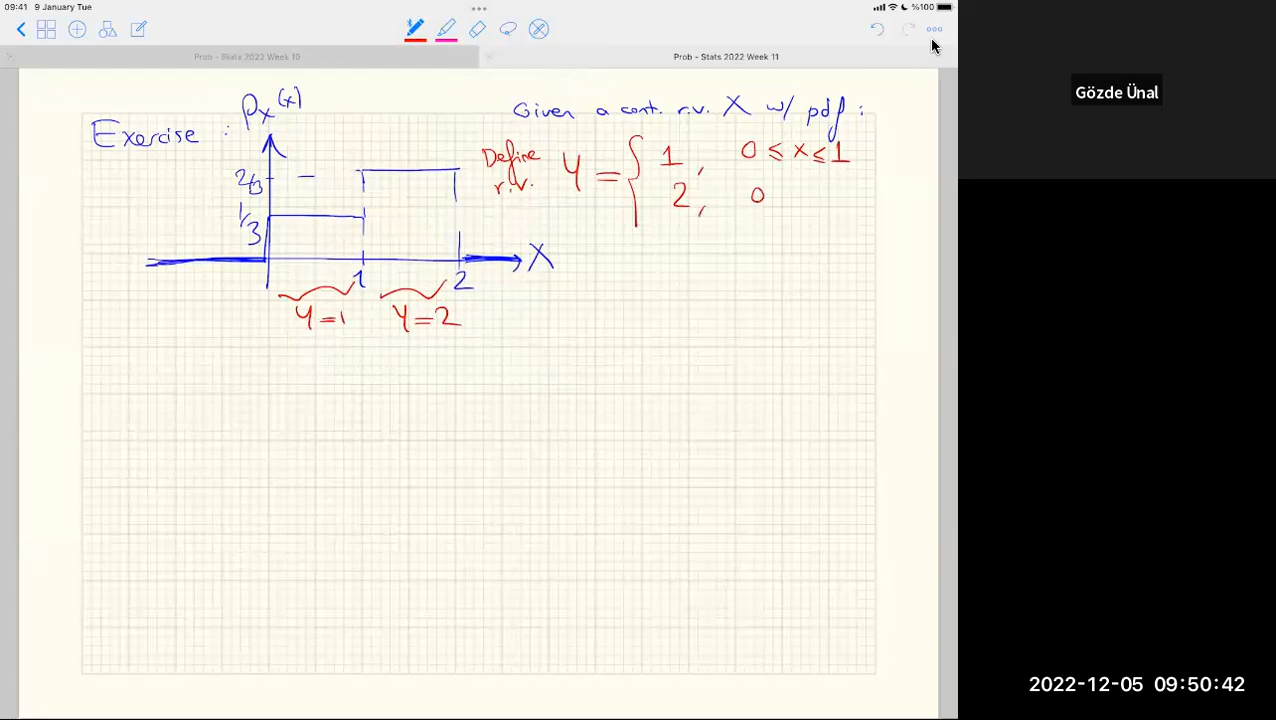 09:41 9 January Tue
%100
Prob - Stats 2022 Week 10
Prob - Stats 2022 Week 11
Gözde Ünal
Exercise :
Px(x)
Given a cont. r.v. X w/ pdf :
Define r.v. Y = { 1, 0 ≤ x ≤ 1
2, 0
2/3
1/3
X
1 2
Y=1 Y=2
2022-12-05 09:50:42